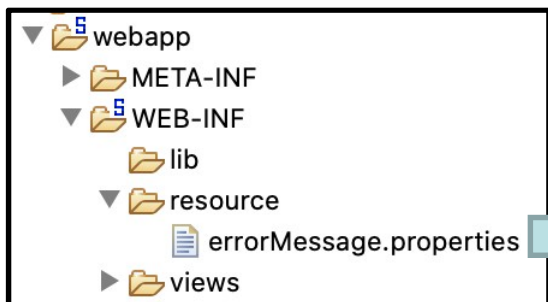 webapp
META-INF
WEB-INF
lib
resource
errorMessage.properties
views